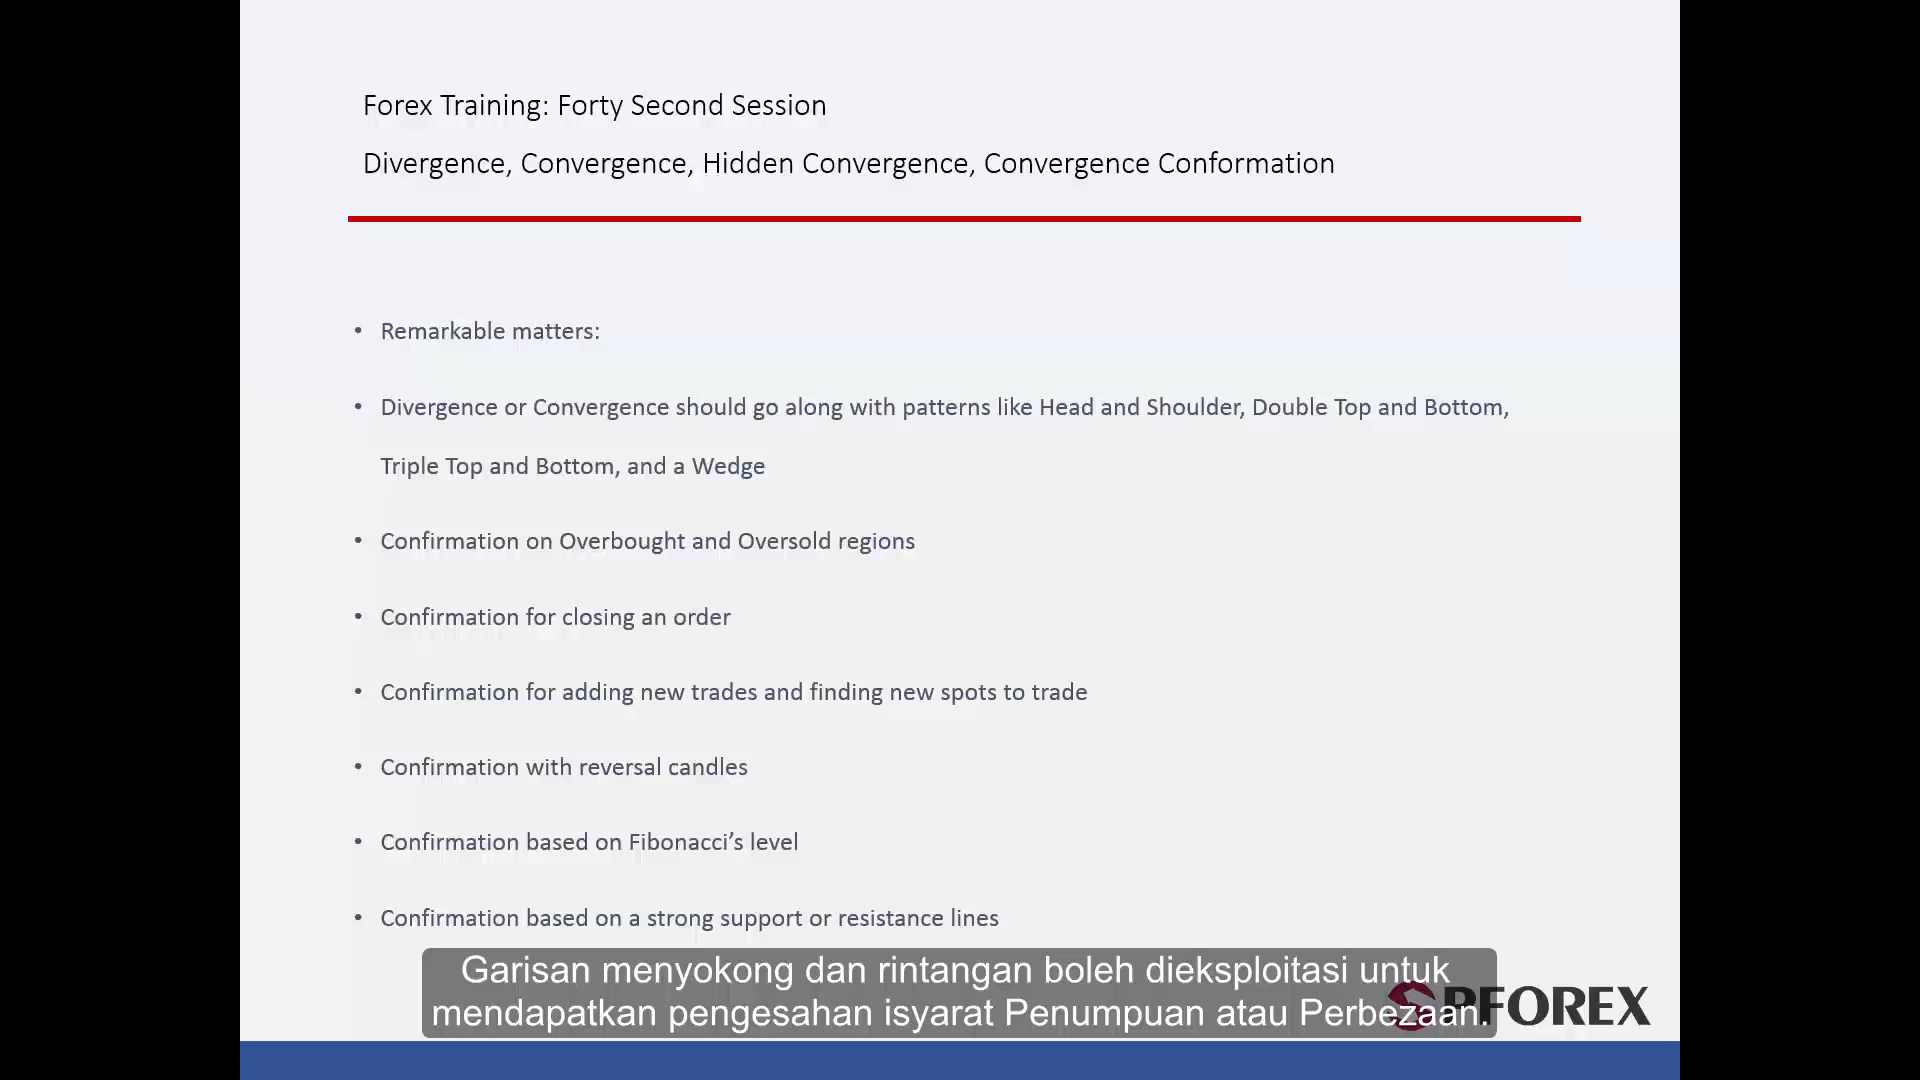 Forex Training: Forty Second Session
Divergence, Convergence, Hidden Convergence, Convergence Conformation
• Remarkable matters:
• Divergence or Convergence should go along with patterns like Head and Shoulder, Double Top and Bottom,
Triple Top and Bottom, and a Wedge
• Confirmation on Overbought and Oversold regions
• Confirmation for closing an order
• Confirmation for adding new trades and finding new spots to trade
• Confirmation with reversal candles
• Confirmation based on Fibonacci’s level
• Confirmation based on a strong support or resistance lines
Garisan menyokong dan rintangan boleh dieksploitasi untuk
mendapatkan pengesahan isyarat Penumpuan atau Perbezaan.
PFOREX